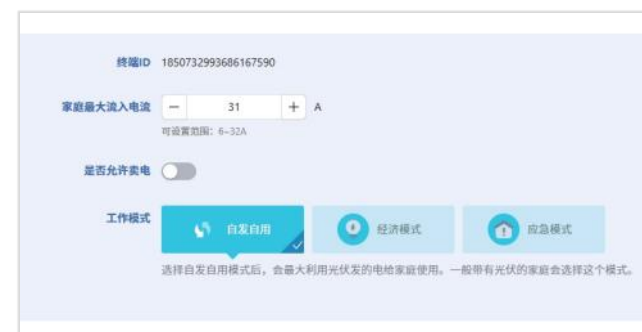 终端ID 1850732993686167590
家庭最大流入电流 — 31 + A
可设置范围：6~32A
是否允许卖电
工作模式 自发自用 经济模式 应急模式
选择自发自用模式后，会最大利用光伏发的电给家庭使用。一般带有光伏的家庭会选择这个模式。